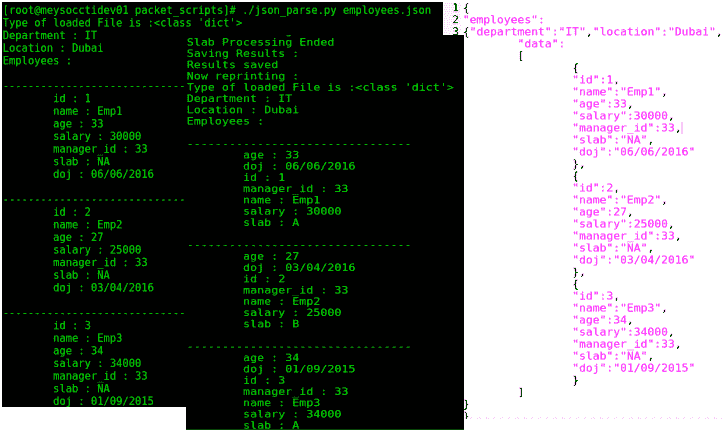 [root@meysocctidev01 packet_scripts]# ./json_parse.py employees.json
Type of loaded File is :<class 'dict'>
Department : IT
Location : Dubai
Employees :
-----------------------------
id : 1
name : Emp1
age : 33
salary : 30000
manager_id : 33
slab : NA
doj : 06/06/2016
-----------------------------
id : 2
name : Emp2
age : 27
salary : 25000
manager_id : 33
slab : NA
doj : 03/04/2016
-----------------------------
id : 3
name : Emp3
age : 34
salary : 34000
manager_id : 33
slab : NA
doj : 01/09/2015
Slab Processing Ended
Saving Results :
Results saved
Now reprinting :
Type of loaded File is :<class 'dict'>
Department : IT
Location : Dubai
Employees :
--------------------------------
age : 33
doj : 06/06/2016
id : 1
manager_id : 33
name : Emp1
salary : 30000
slab : A
--------------------------------
age : 27
doj : 03/04/2016
id : 2
manager_id : 33
name : Emp2
salary : 25000
slab : B
--------------------------------
age : 34
doj : 01/09/2015
id : 3
manager_id : 33
name : Emp3
salary : 34000
slab : A
1 {
2 "employees":
3 {"department":"IT","location":"Dubai",
"data":
[
{
"id":1,
"name":"Emp1",
"age":33,
"salary":30000,
"manager_id":33,
"slab":"NA",
"doj":"06/06/2016"
},
{
"id":2,
"name":"Emp2",
"age":27,
"salary":25000,
"manager_id":33,
"slab":"NA",
"doj":"03/04/2016"
},
{
"id":3,
"name":"Emp3",
"age":34,
"salary":34000,
"manager_id":33,
"slab":"NA",
"doj":"01/09/2015"
}
]
}
}